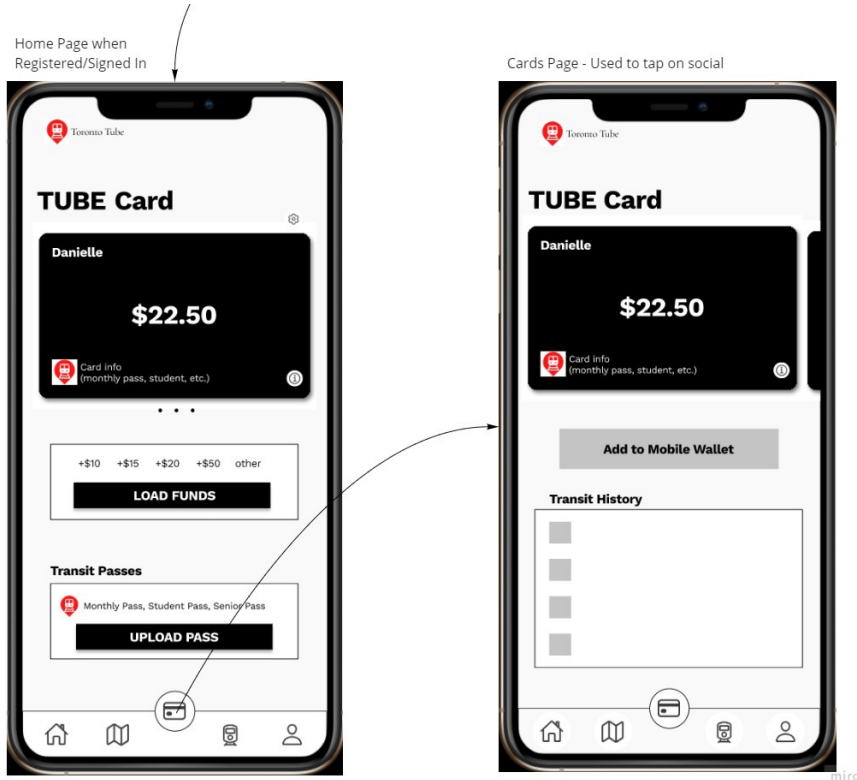 Home Page when
Registered/Signed In
Toronto Tube
TUBE Card
Danielle
$22.50
Card info
(monthly pass, student, etc.)
+$10 +$15 +$20 +$50 other
LOAD FUNDS
Transit Passes
Monthly Pass, Student Pass, Senior Pass
UPLOAD PASS
Cards Page - Used to tap on social
Toronto Tube
TUBE Card
Danielle
$22.50
Card info
(monthly pass, student, etc.)
Add to Mobile Wallet
Transit History
miro